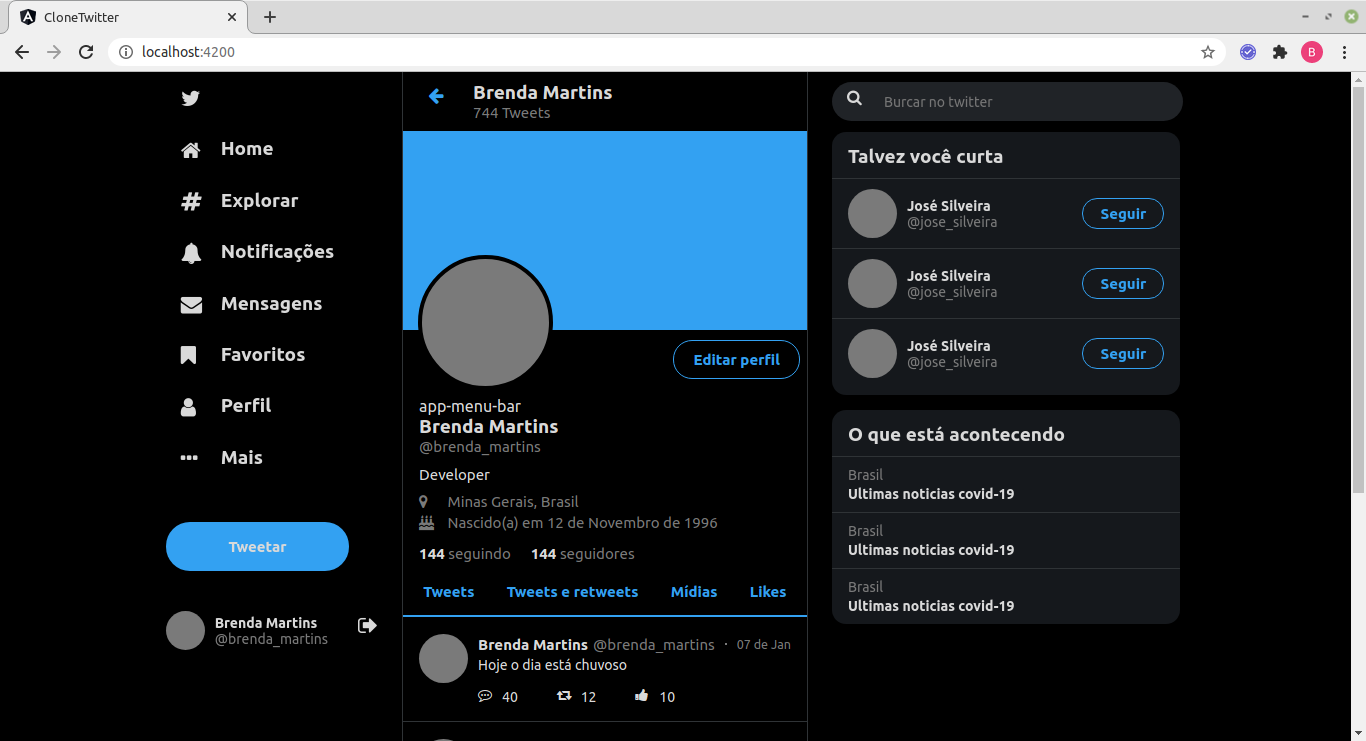 CloneTwitter
localhost:4200
B
Home
Explorar
Notificações
Mensagens
Favoritos
Perfil
Mais
Tweetar
Brenda Martins
@brenda_martins
Brenda Martins
744 Tweets
Editar perfil
app-menu-bar
Brenda Martins
@brenda_martins
Developer
Minas Gerais, Brasil
Nascido(a) em 12 de Novembro de 1996
144 seguindo 144 seguidores
Tweets Tweets e retweets Mídias Likes
Brenda Martins @brenda_martins · 07 de Jan
Hoje o dia está chuvoso
40 12 10
Burcar no twitter
Talvez você curta
José Silveira
@jose_silveira
Seguir
José Silveira
@jose_silveira
Seguir
José Silveira
@jose_silveira
Seguir
O que está acontecendo
Brasil
Ultimas noticias covid-19
Brasil
Ultimas noticias covid-19
Brasil
Ultimas noticias covid-19